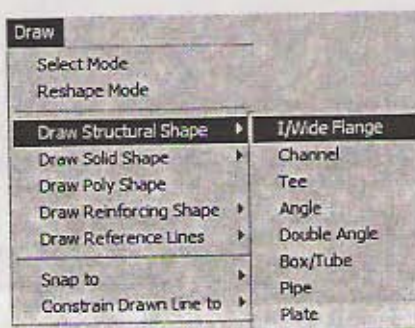 Draw
Select Mode
Reshape Mode
Draw Structural Shape
Draw Solid Shape
Draw Poly Shape
Draw Reinforcing Shape
Draw Reference Lines
Snap to
Constrain Drawn Line to
I/Wide Flange
Channel
Tee
Angle
Double Angle
Box/Tube
Pipe
Plate